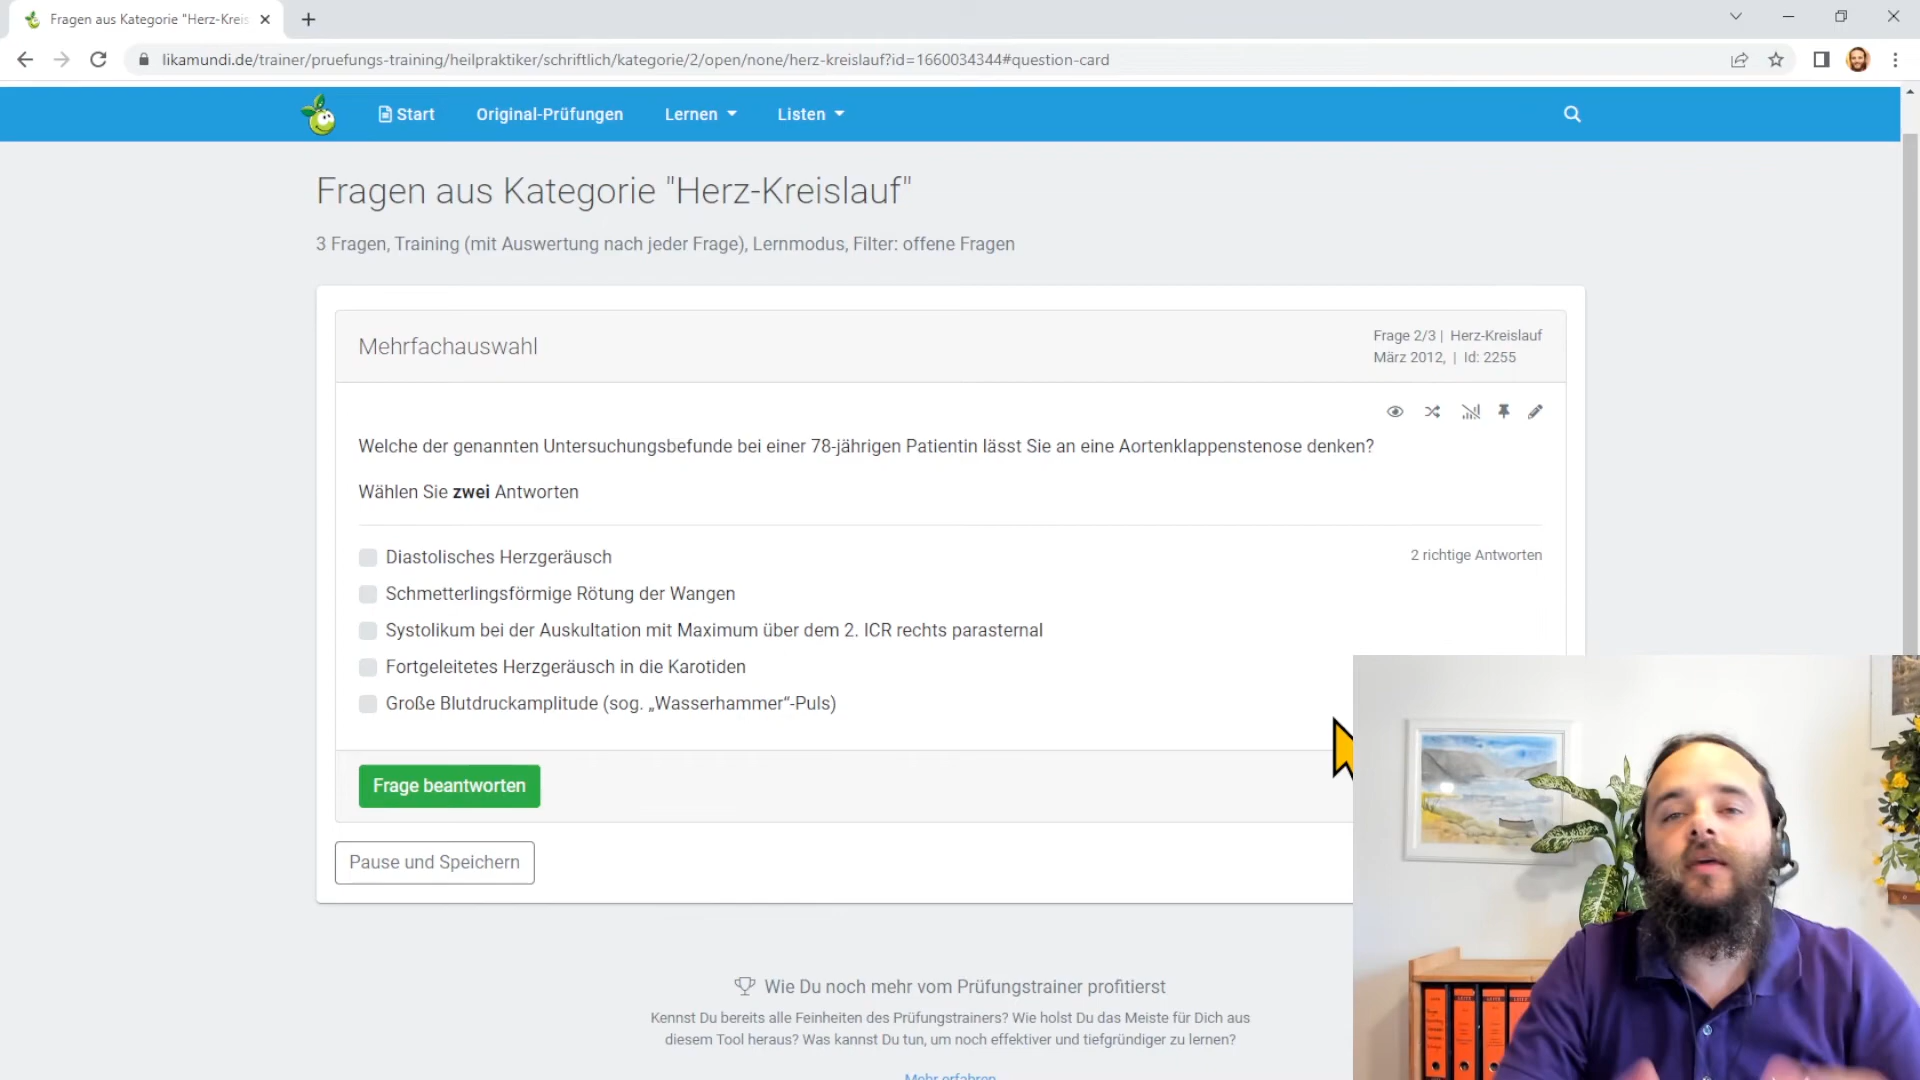 Fragen aus Kategorie "Herz-Kreis
likamundi.de/trainer/pruefungs-training/heilpraktiker/schriftlich/kategorie/2/open/none/herz-kreislauf?id=1660034344#question-card
Start Original-Prüfungen Lernen Listen
Fragen aus Kategorie "Herz-Kreislauf"
3 Fragen, Training (mit Auswertung nach jeder Frage), Lernmodus, Filter: offene Fragen
Mehrfachauswahl
Frage 2/3 | Herz-Kreislauf
März 2012, | Id: 2255
Welche der genannten Untersuchungsbefunde bei einer 78-jährigen Patientin lässt Sie an eine Aortenklappenstenose denken?
Wählen Sie zwei Antworten
2 richtige Antworten
Diastolisches Herzgeräusch
Schmetterlingsförmige Rötung der Wangen
Systolikum bei der Auskultation mit Maximum über dem 2. ICR rechts parasternal
Fortgeleitetes Herzgeräusch in die Karotiden
Große Blutdruckamplitude (sog. „Wasserhammer“-Puls)
Frage beantworten
Pause und Speichern
Wie Du noch mehr vom Prüfungstrainer profitierst
Kennst Du bereits alle Feinheiten des Prüfungstrainers? Wie holst Du das Meiste für Dich aus
diesem Tool heraus? Was kannst Du tun, um noch effektiver und tiefgründiger zu lernen?
Mehr erfahren